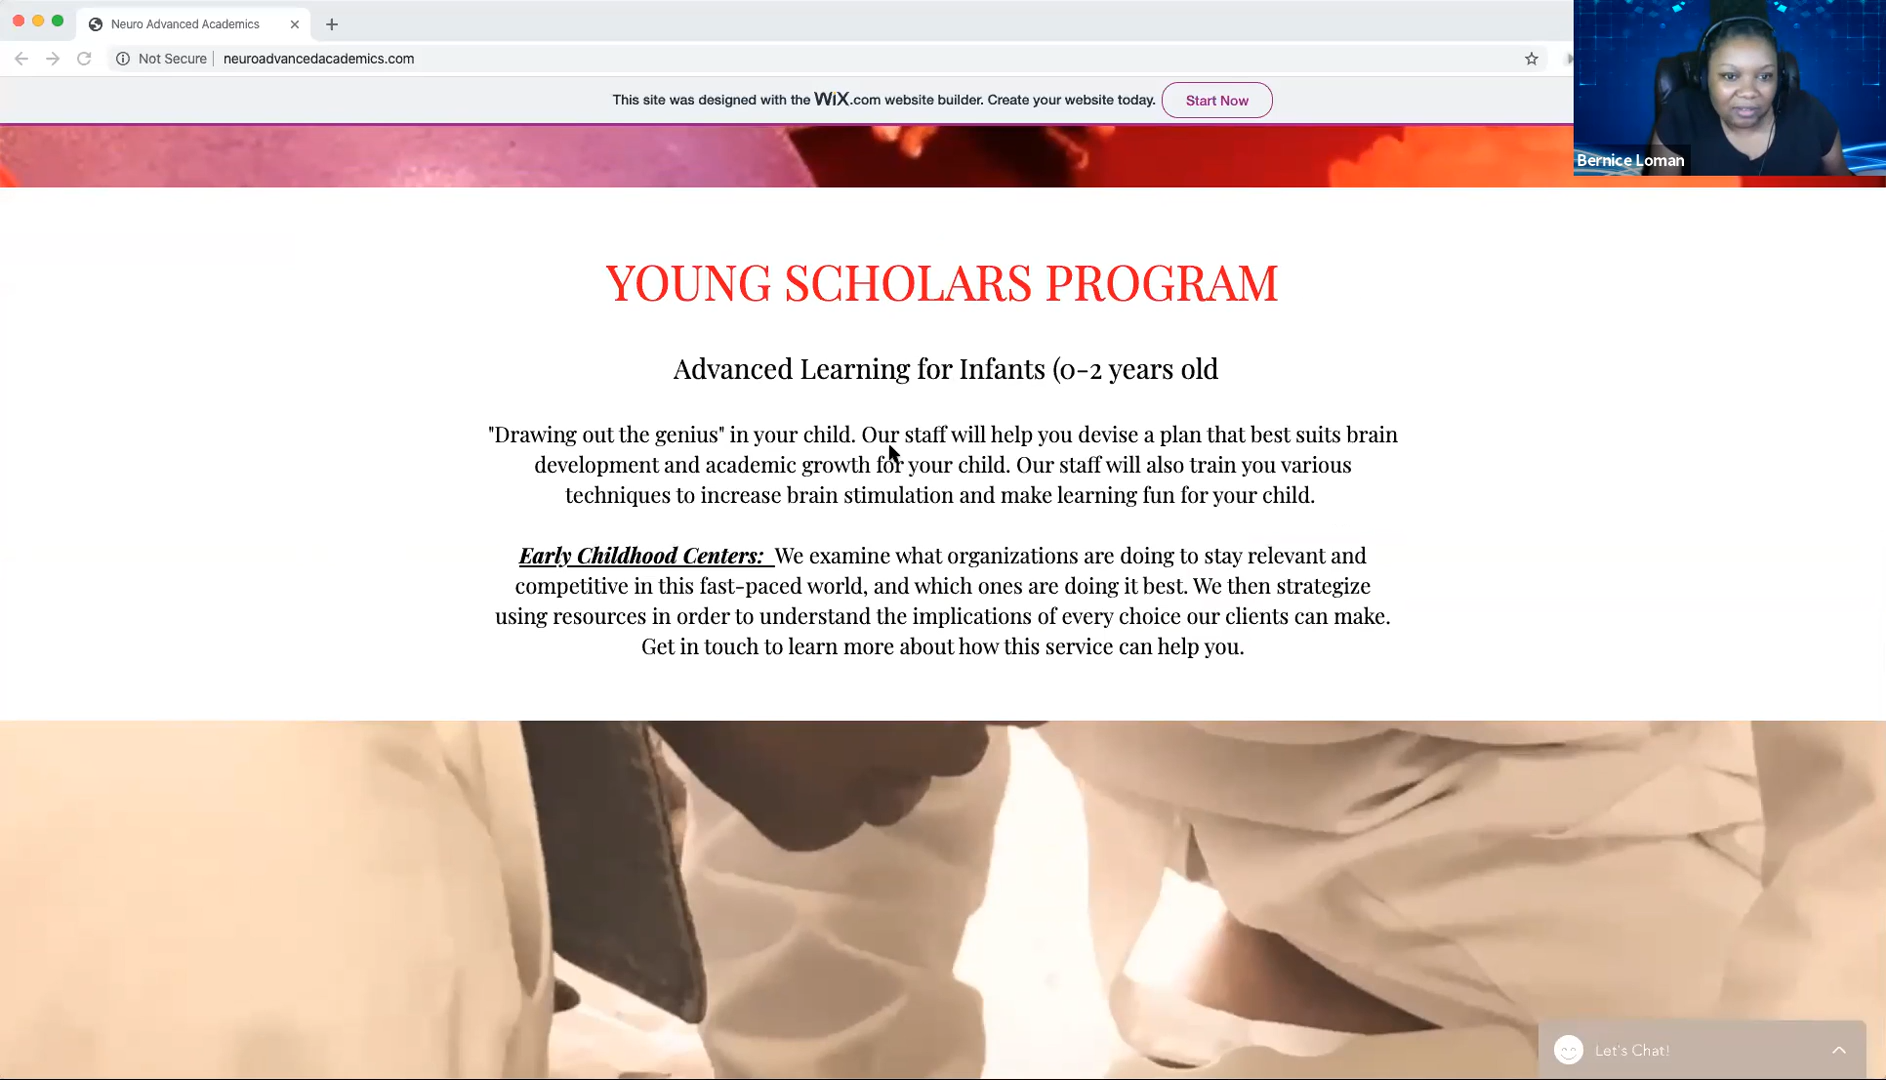 Neuro Advanced Academics
Not Secure
neuroadvancedacademics.com
This site was designed with the WiX.com website builder. Create your website today.
Start Now
Bernice Loman
YOUNG SCHOLARS PROGRAM
Advanced Learning for Infants (0-2 years old
"Drawing out the genius" in your child. Our staff will help you devise a plan that best suits brain
development and academic growth for your child. Our staff will also train you various
techniques to increase brain stimulation and make learning fun for your child.
Early Childhood Centers: We examine what organizations are doing to stay relevant and
competitive in this fast-paced world, and which ones are doing it best. We then strategize
using resources in order to understand the implications of every choice our clients can make.
Get in touch to learn more about how this service can help you.
Let's Chat!